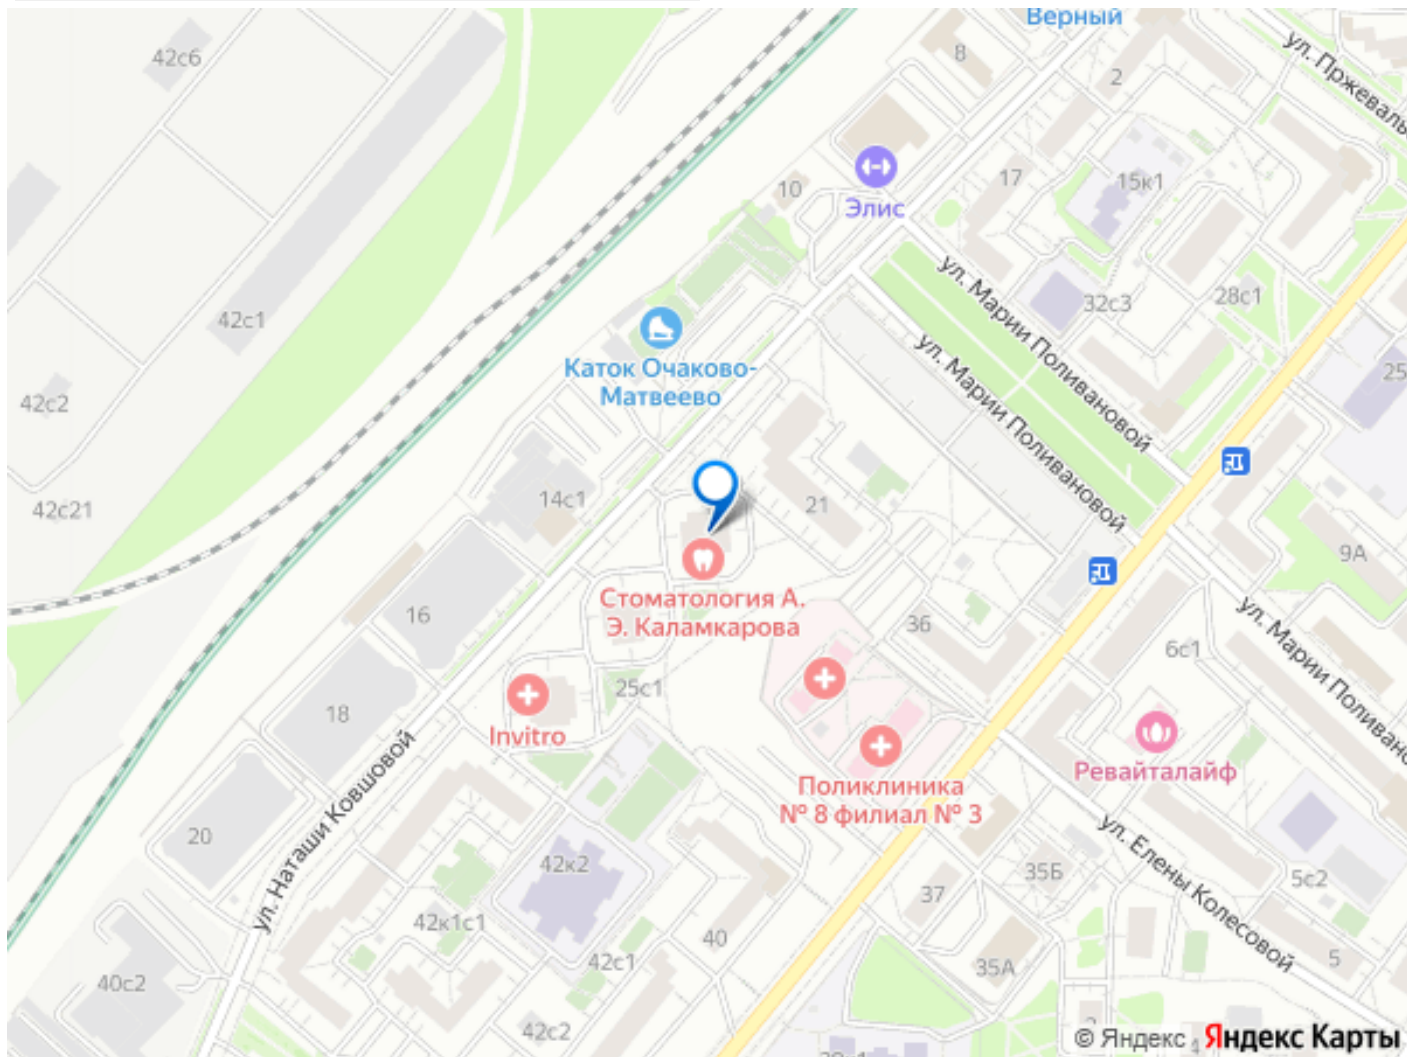 Верный
42с6
8
2
ул. Пржеваль
17
15к1
10
Элис
ул. Марии Поливановой
28с1
32с3
42с1
ул. Марии Поливановой
Каток Очаково-
Матвеево
25
42с2
14с1
21
42с21
9А
Стоматология А.
Э. Каламкарова
16
36
ул. Марии Поливано
6с1
25с1
18
Invitro
Ревайталайф
Поликлиника
№ 8 филиал № 3
ул. Наташи Ковшовой
20
ул. Елены Колесовой
42к2
35Б
5с2
37
42к1с1
40
42с1
35А
5
40с2
42с2
4
© Яндекс Яндекс Карты